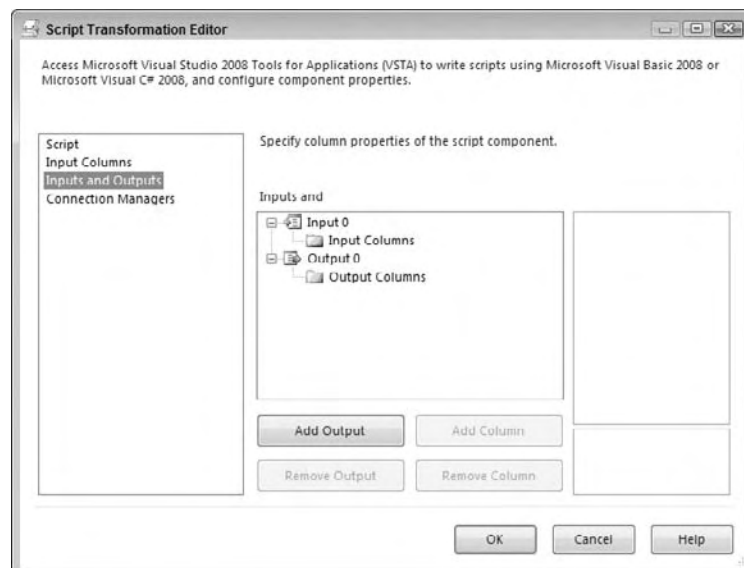 Script Transformation Editor
Access Microsoft Visual Studio 2008 Tools for Applications (VSTA) to write scripts using Microsoft Visual Basic 2008 or
Microsoft Visual C# 2008, and configure component properties.
Script
Input Columns
Inputs and Outputs
Connection Managers
Specify column properties of the script component.
Inputs and
Input 0
Input Columns
Output 0
Output Columns
Add Output
Add Column
Remove Output
Remove Column
OK
Cancel
Help